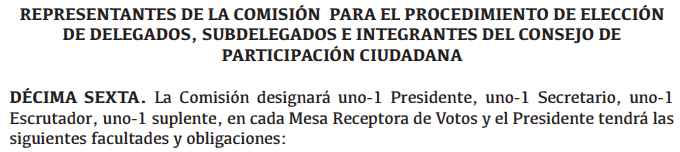 REPRESENTANTES DE LA COMISIÓN PARA EL PROCEDIMIENTO DE ELECCIÓN
DE DELEGADOS, SUBDELEGADOS E INTEGRANTES DEL CONSEJO DE
PARTICIPACIÓN CIUDADANA
DÉCIMA SEXTA. La Comisión designará uno-1 Presidente, uno-1 Secretario, uno-1
Escrutador, uno-1 suplente, en cada Mesa Receptora de Votos y el Presidente tendrá las
siguientes facultades y obligaciones: